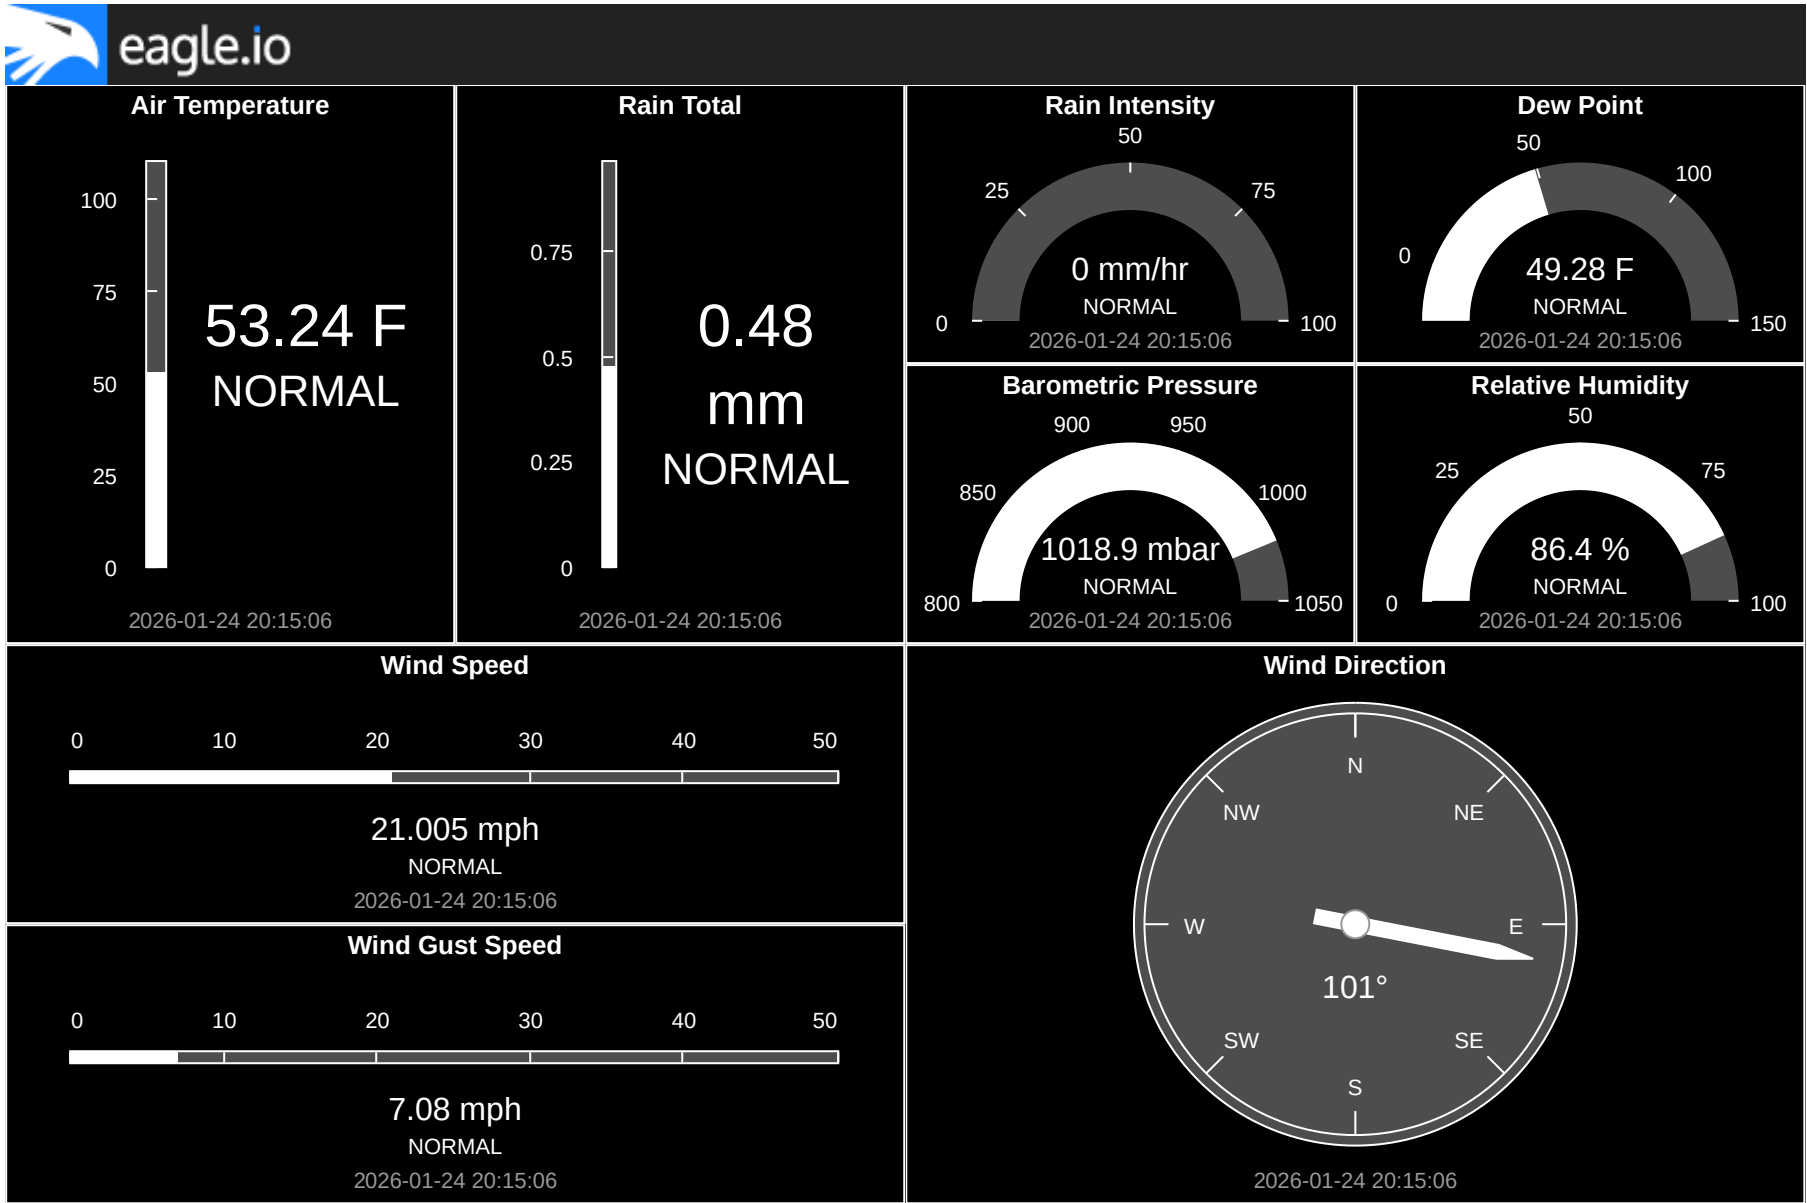 eagle.io
Air Temperature
100
75
50
25
0
53.24 F
NORMAL
2026-01-24 20:15:06
Rain Total
0.75
0.5
0.25
0
0.48
mm
NORMAL
2026-01-24 20:15:06
Rain Intensity
50
25
75
0
100
0 mm/hr
NORMAL
2026-01-24 20:15:06
Dew Point
50
100
0
150
49.28 F
NORMAL
2026-01-24 20:15:06
Barometric Pressure
900
950
850
1000
800
1050
1018.9 mbar
NORMAL
2026-01-24 20:15:06
Relative Humidity
50
25
75
0
100
86.4 %
NORMAL
2026-01-24 20:15:06
Wind Speed
0 10 20 30 40 50
21.005 mph
NORMAL
2026-01-24 20:15:06
Wind Gust Speed
0 10 20 30 40 50
7.08 mph
NORMAL
2026-01-24 20:15:06
Wind Direction
N
NW NE
W E
101°
SW SE
S
2026-01-24 20:15:06